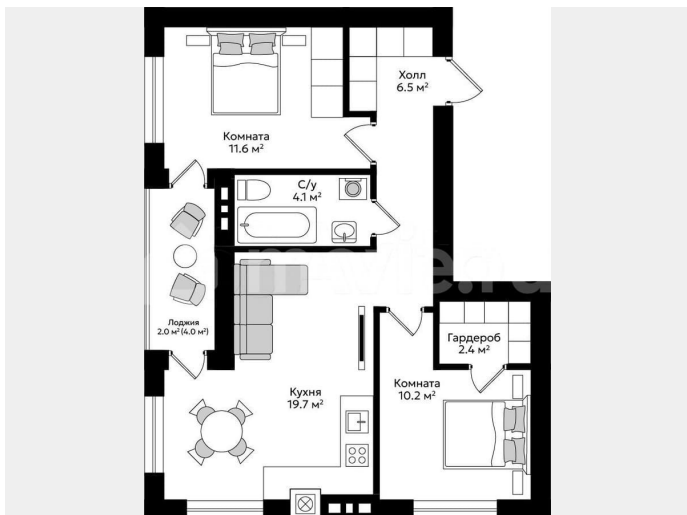 Холл
6.5 м²
Комната
11.6 м²
С/у
4.1 м²
Лоджия
2.0 м² (4.0 м²)
Гардероб
2.4 м²
Комната
10.2 м²
Кухня
19.7 м²